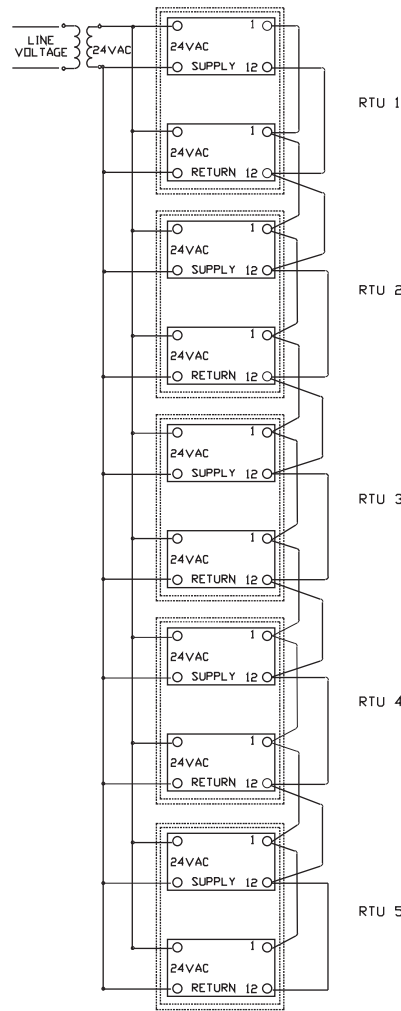 LINE
VOLTAGE
24VAC
1
24VAC
SUPPLY 12
RTU 1
1
24VAC
RETURN 12
1
24VAC
SUPPLY 12
RTU 2
1
24VAC
RETURN 12
1
24VAC
SUPPLY 12
RTU 3
1
24VAC
RETURN 12
1
24VAC
SUPPLY 12
RTU 4
1
24VAC
RETURN 12
1
24VAC
SUPPLY 12
RTU 5
1
24VAC
RETURN 12